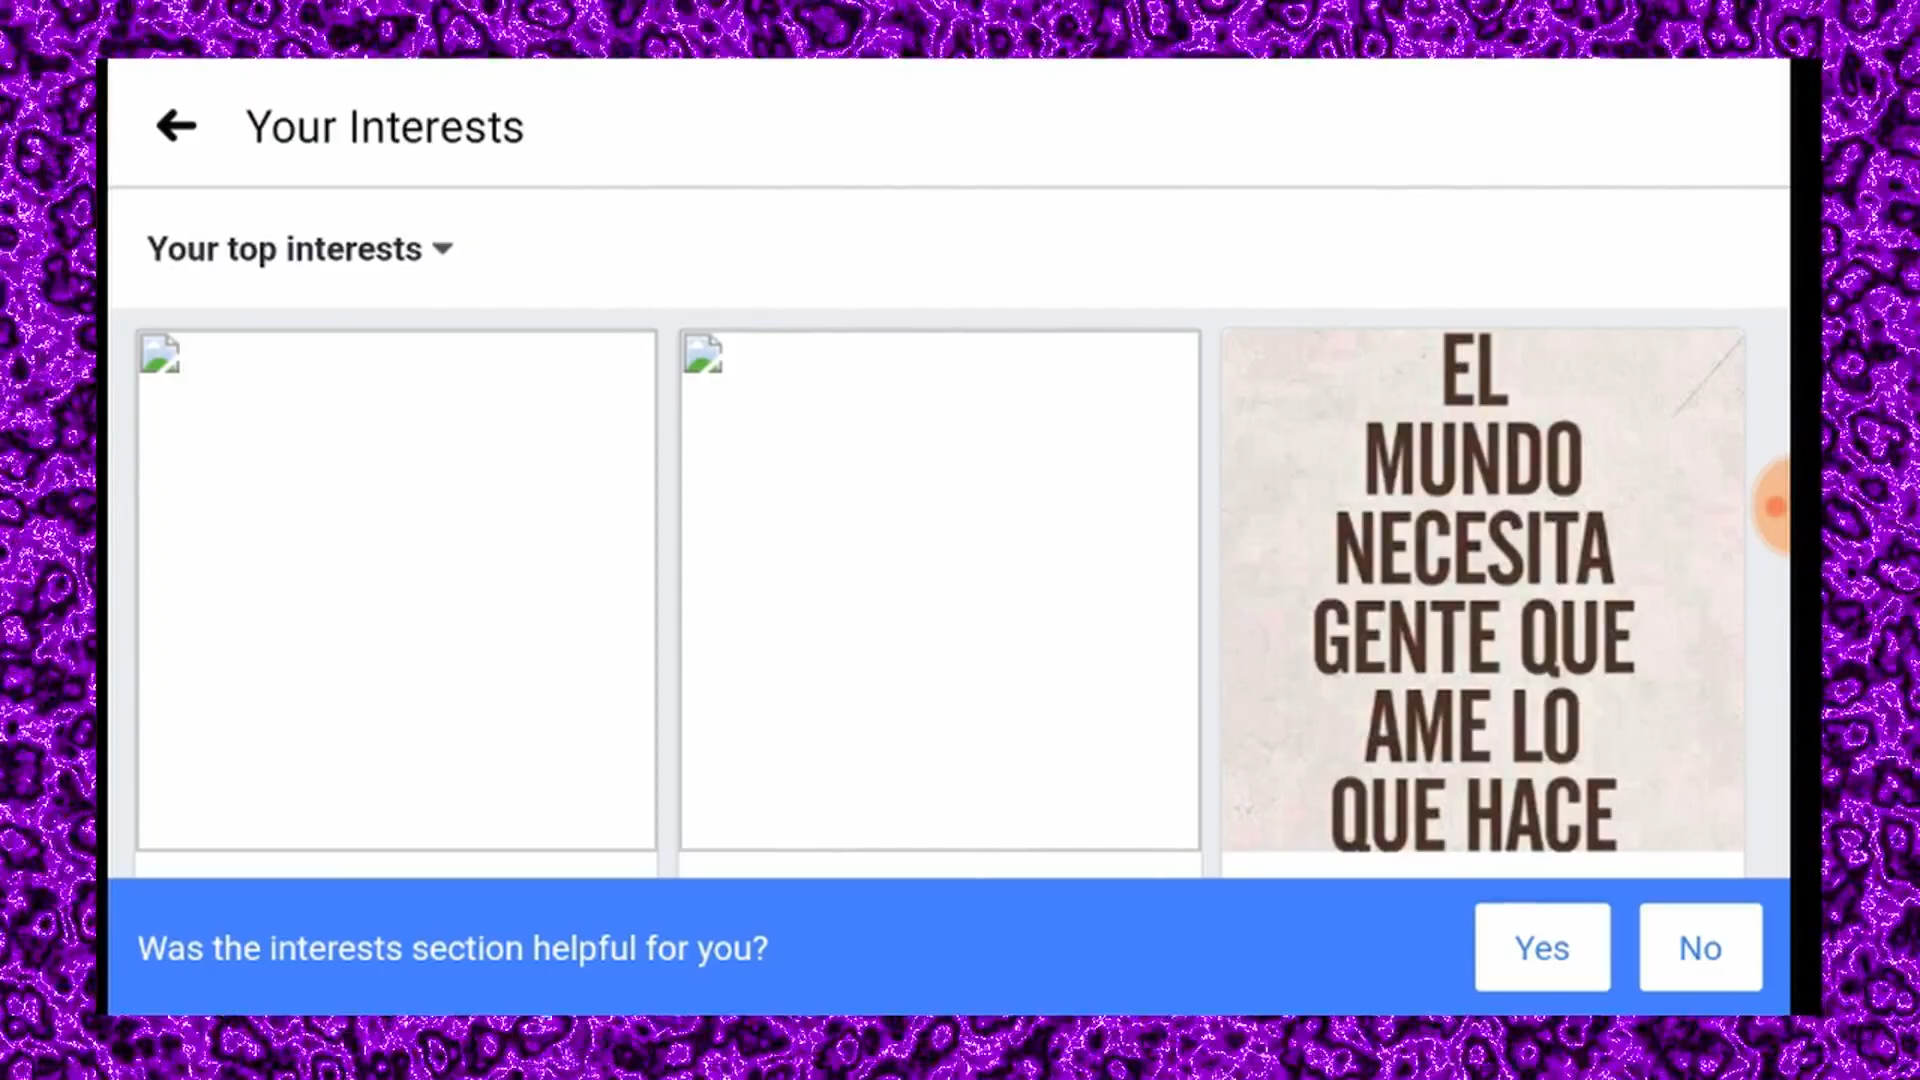 Your Interests
Your top interests
EL
MUNDO
NECESITA
GENTE QUE
AME LO
QUE HACE
Was the interests section helpful for you?
Yes
No